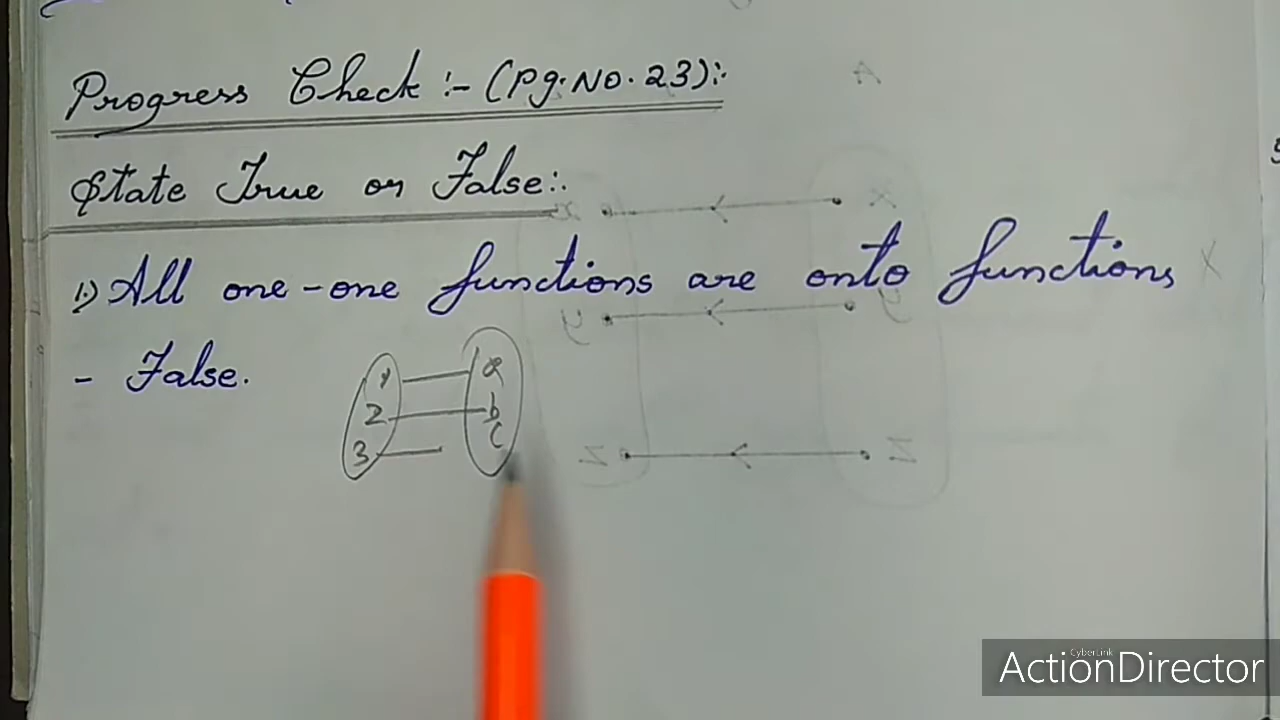 Progress Check :- (Pg.No.23):-
State True or False:-
1.) All one-one functions are onto functions
- False.
1 a
2 b
3 c
CyberLink
ActionDirector